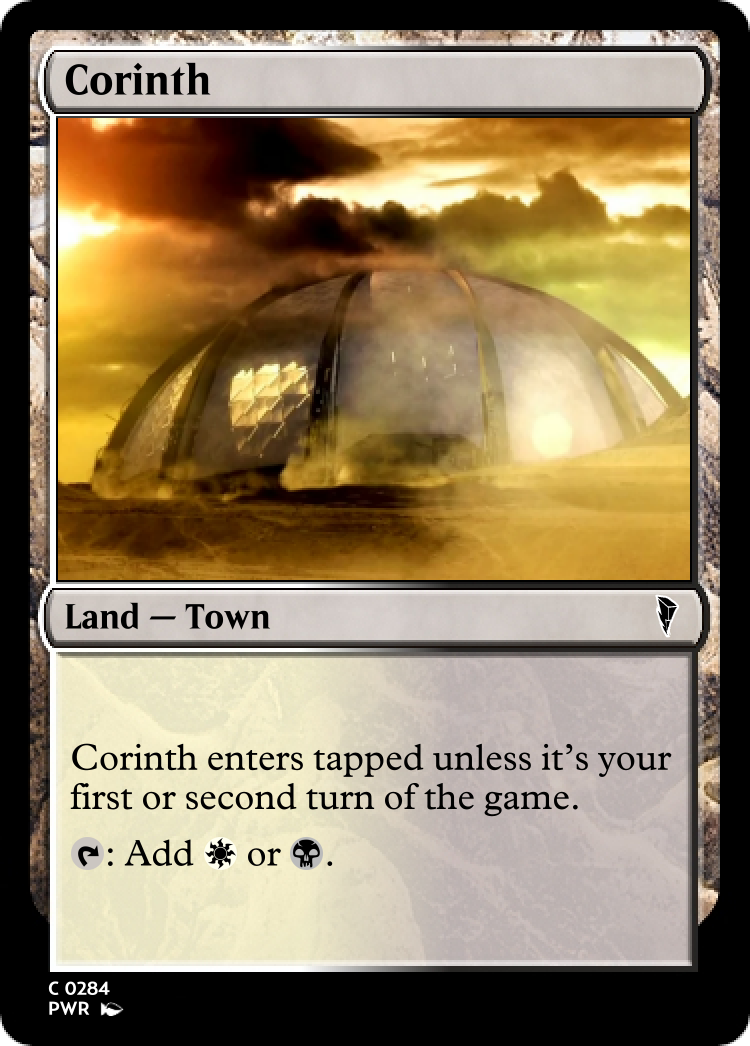 Corinth
Land — Town
Corinth enters tapped unless it’s your
first or second turn of the game.
: Add or .
C 0284
PWR